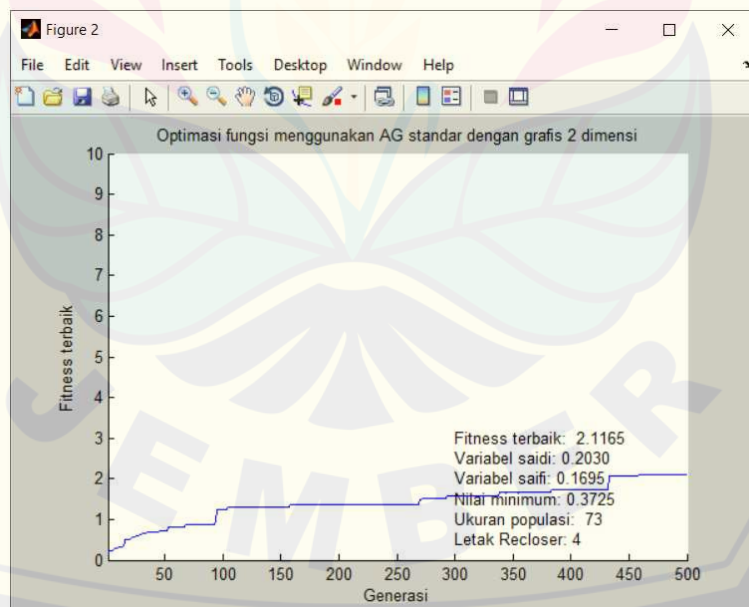 Figure 2
File Edit View Insert Tools Desktop Window Help
Optimasi fungsi menggunakan AG standar dengan grafis 2 dimensi
Fitness terbaik
10
9
8
7
6
5
4
3
2
1
0
Fitness terbaik: 2.1165
Variabel saidi: 0.2030
Variabel saifi: 0.1695
Nilai minimum: 0.3725
Ukuran populasi: 73
Letak Recloser: 4
50 100 150 200 250 300 350 400 450 500
Generasi
JEMBER